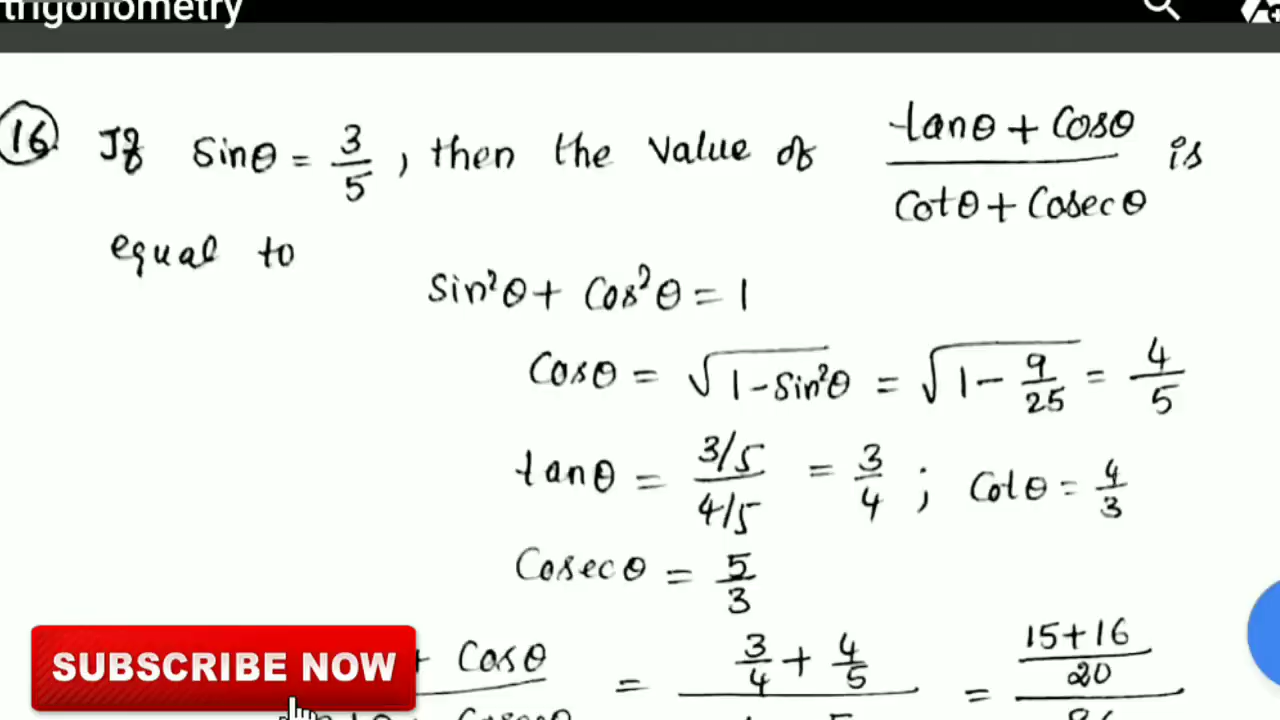 trigonometry
16 If Sinθ = 3/5, then the Value of (tanθ + Cosθ)/(Cotθ + Cosecθ) is
equal to
Sin²θ + Cos²θ = 1
Cosθ = √(1 - Sin²θ) = √(1 - 9/25) = 4/5
tanθ = (3/5)/(4/5) = 3/4 ; Cotθ = 4/3
Cosecθ = 5/3
SUBSCRIBE NOW
+ Cosθ = 3/4 + 4/5 = (15+16)/20